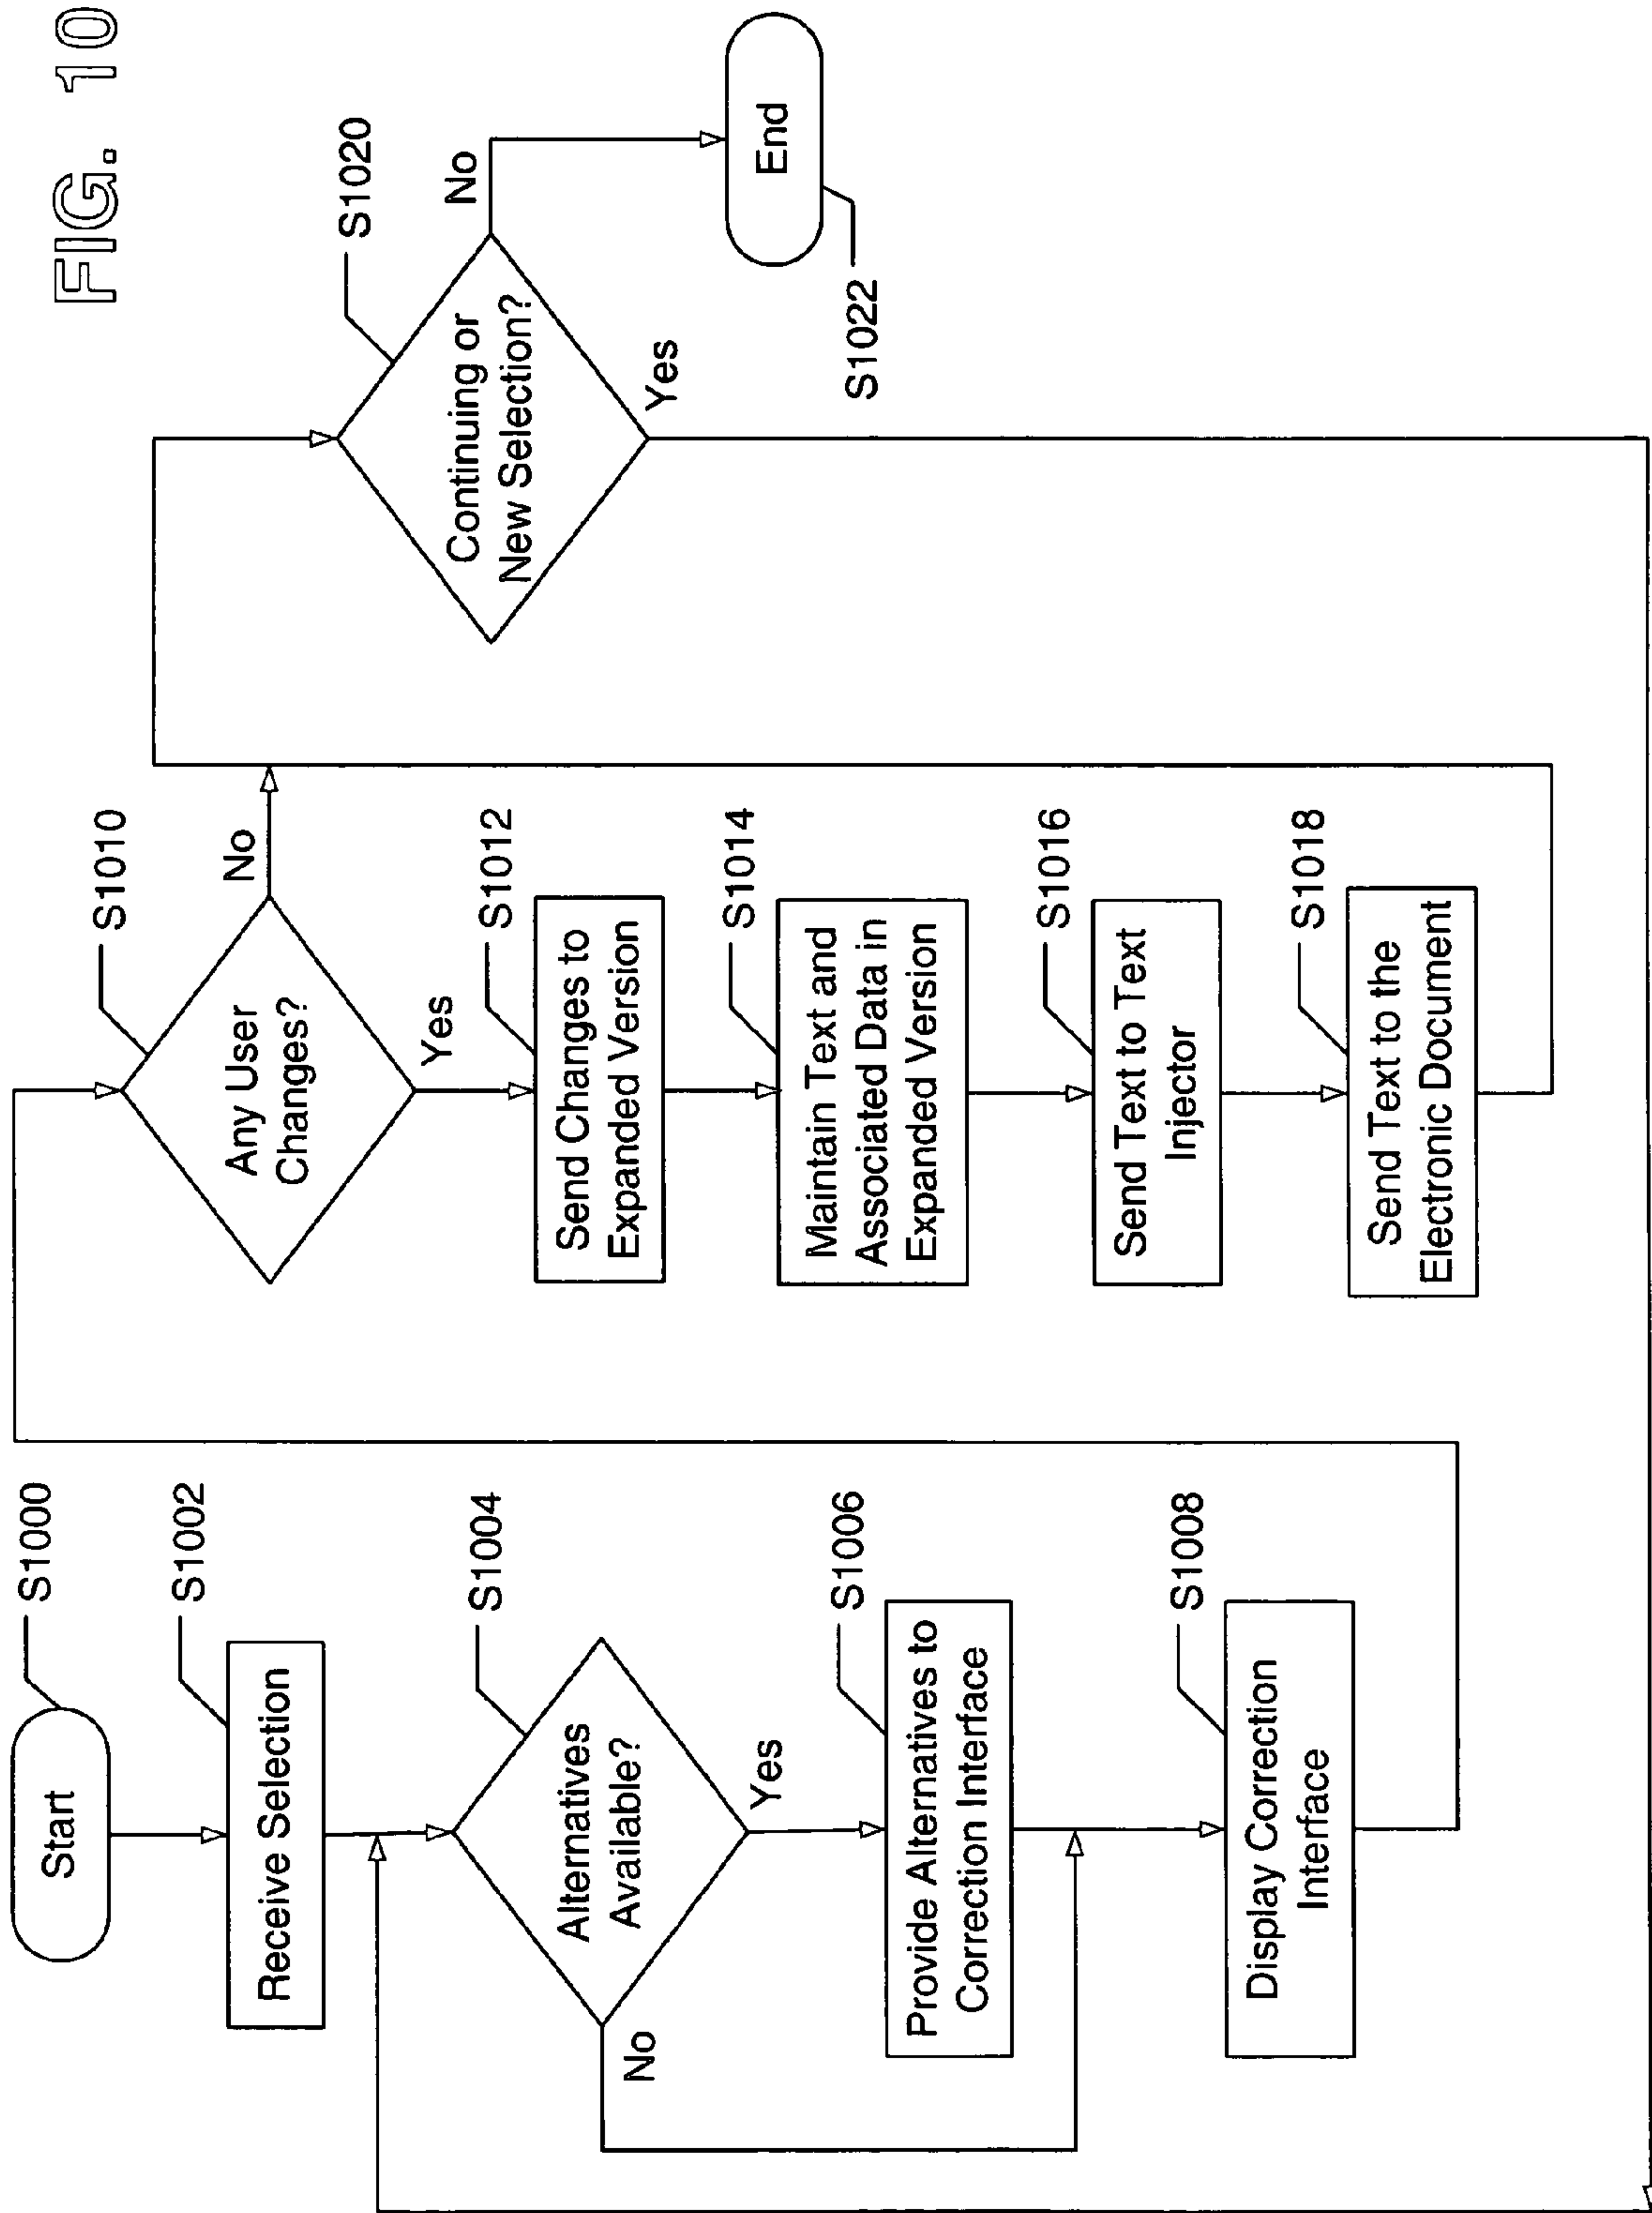 FIG. 10
Start
S1000
Receive Selection
S1002
Alternatives
Available?
S1004
No
Yes
Provide Alternatives to
Correction Interface
S1006
Display Correction
Interface
S1008
Any User
Changes?
S1010
No
Yes
Send Changes to
Expanded Version
S1012
Maintain Text and
Associated Data in
Expanded Version
S1014
Send Text to Text
Injector
S1016
Send Text to the
Electronic Document
S1018
Continuing or
New Selection?
S1020
No
Yes
End
S1022